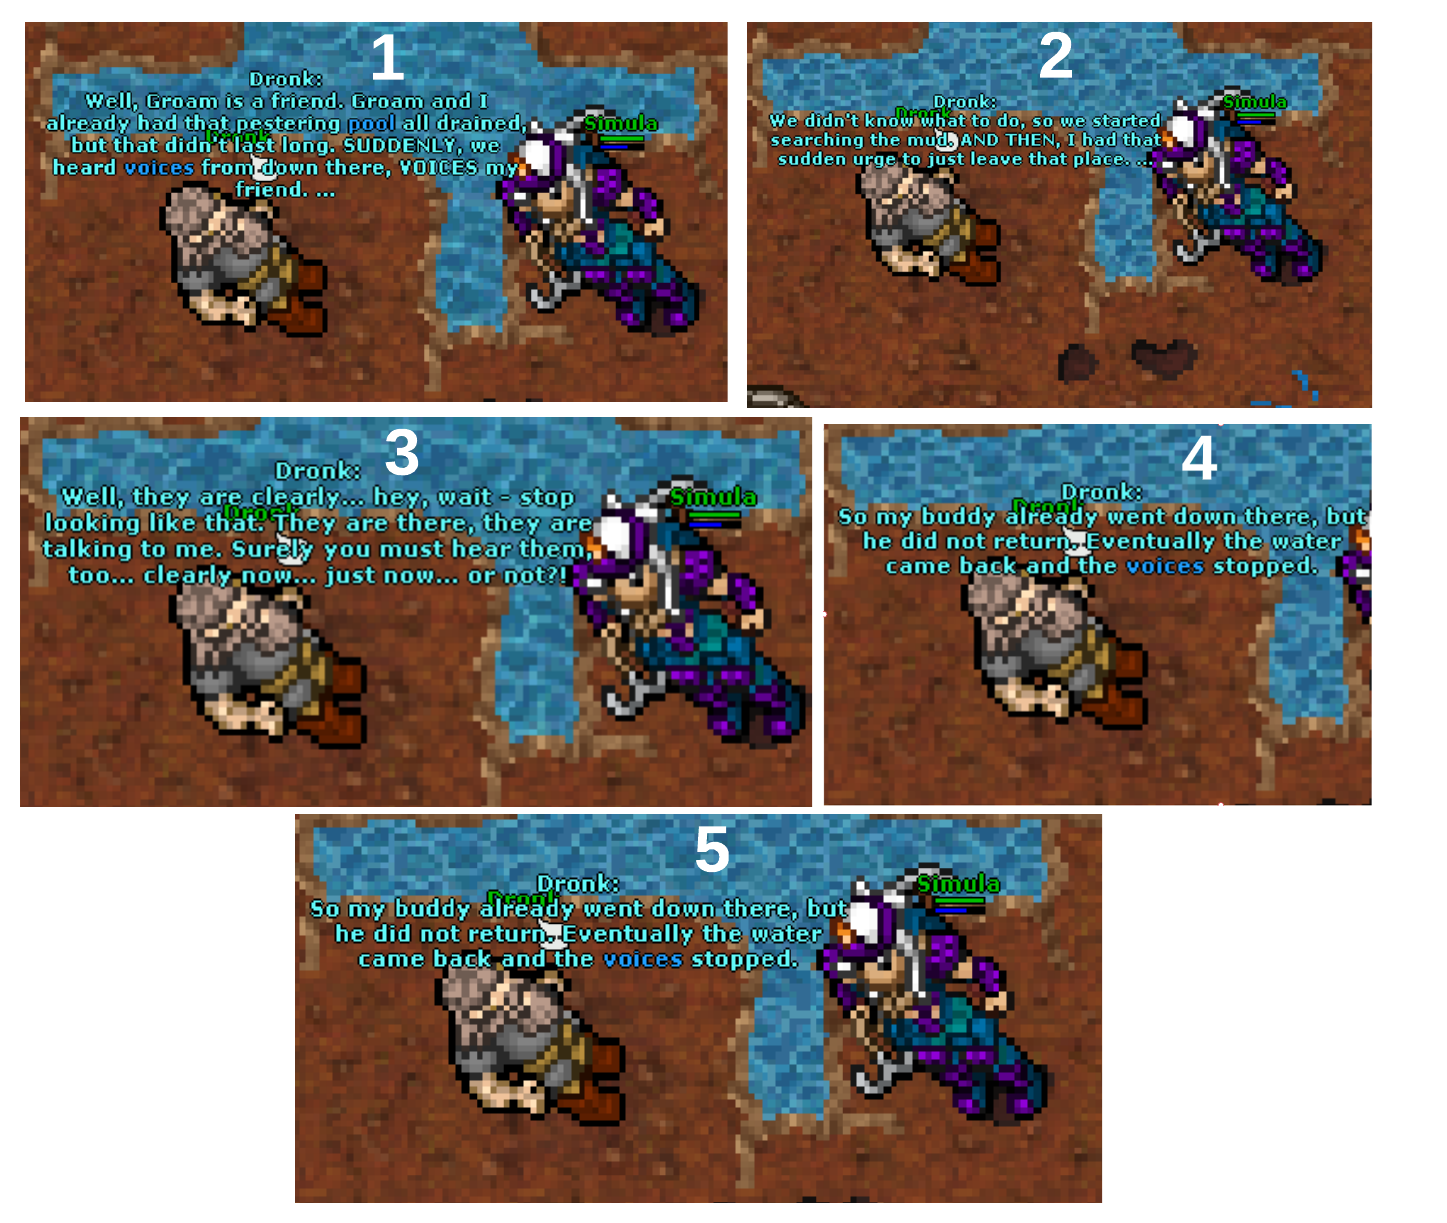 1
Dronk:
Well, Groam is a friend. Groam and I
already had that pestering pool all drained,
but that didn't last long. SUDDENLY, we
heard voices from down there, VOICES my
friend. ...
Dronk
Simula
2
Dronk:
We didn't know what to do, so we started
searching the mud. AND THEN, I had that
sudden urge to just leave that place. ...
Dronk
Simula
3
Dronk:
Well, they are clearly... hey, wait - stop
looking like that. They are there, they are
talking to me. Surely you must hear them,
too... clearly now... just now... or not?!
Dronk
Simula
4
Dronk:
So my buddy already went down there, but
he did not return. Eventually the water
came back and the voices stopped.
Dronk
5
Dronk:
So my buddy already went down there, but
he did not return. Eventually the water
came back and the voices stopped.
Dronk
Simula